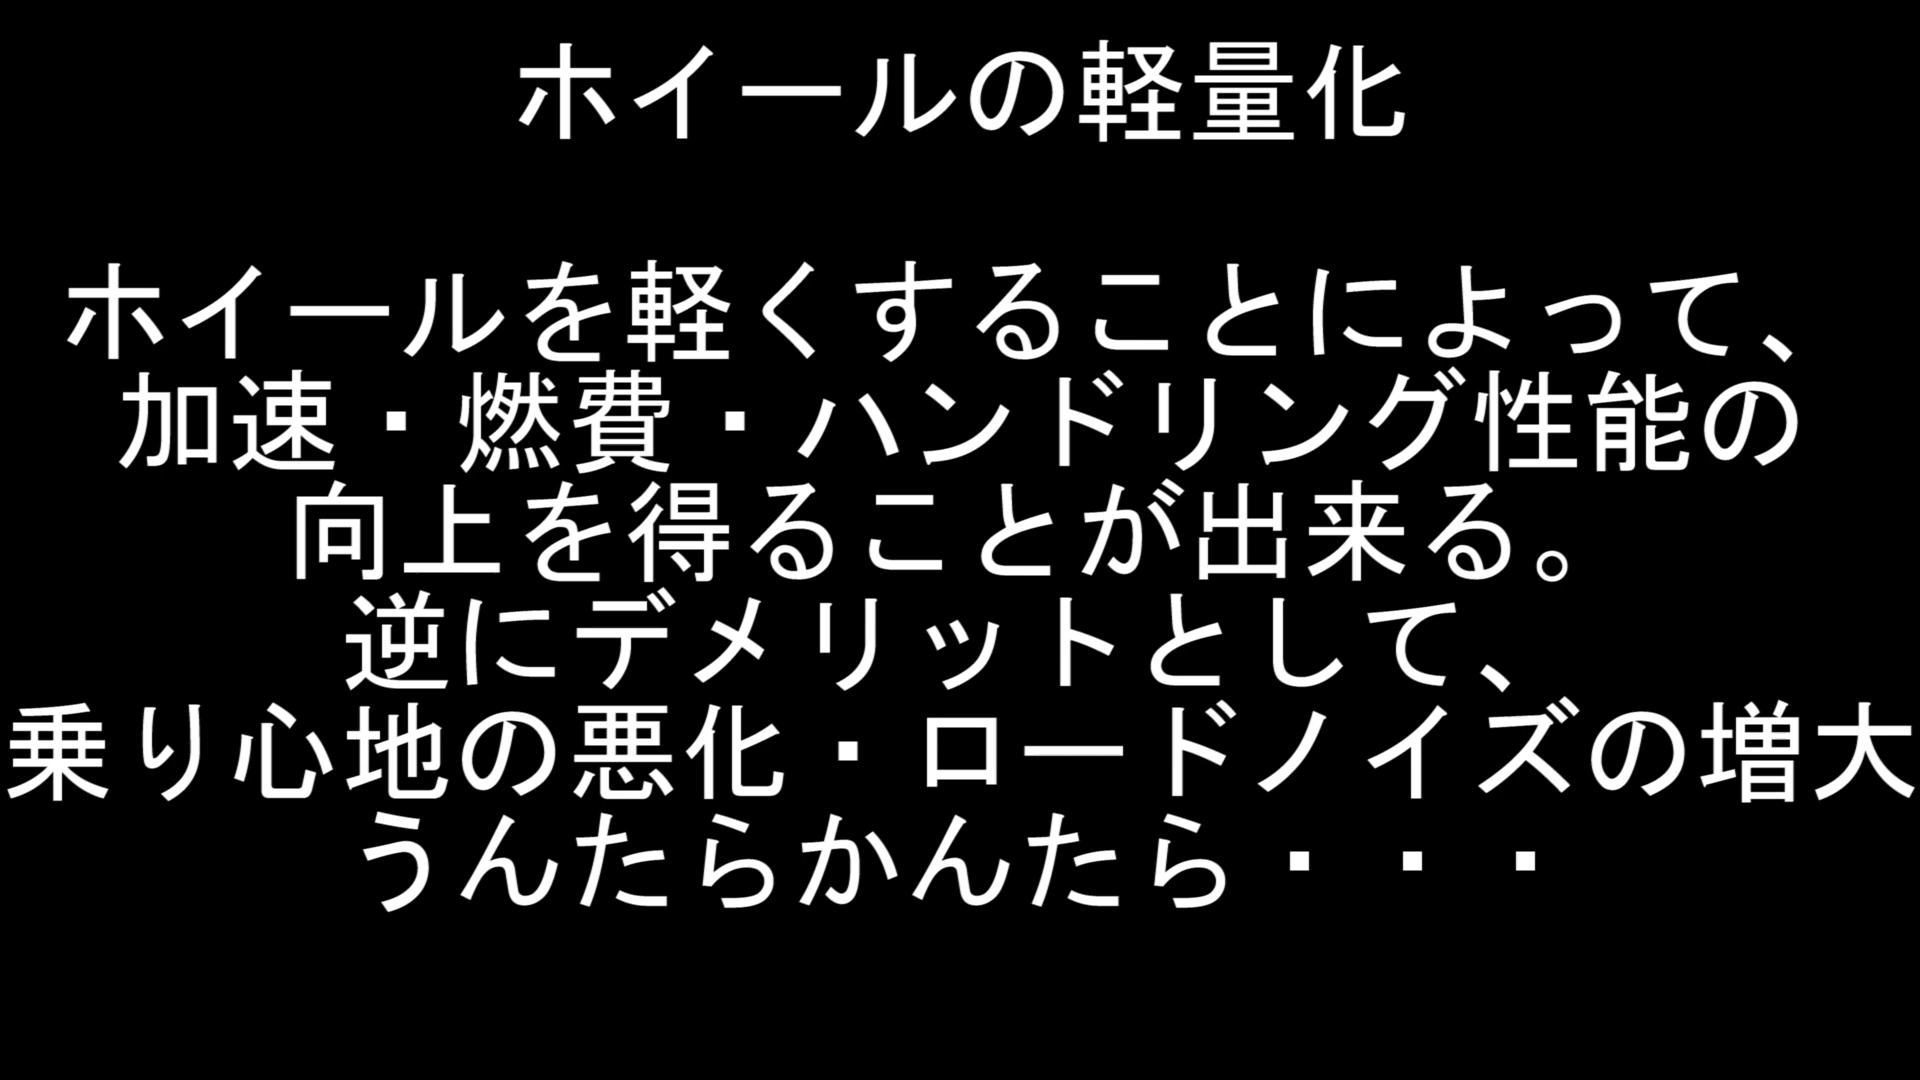 ホイールの軽量化
ホイールを軽くすることによって、
加速・燃費・ハンドリング性能の
向上を得ることが出来る。
逆にデメリットとして、
乗り心地の悪化・ロードノイズの増大
うんたらかんたら・・・